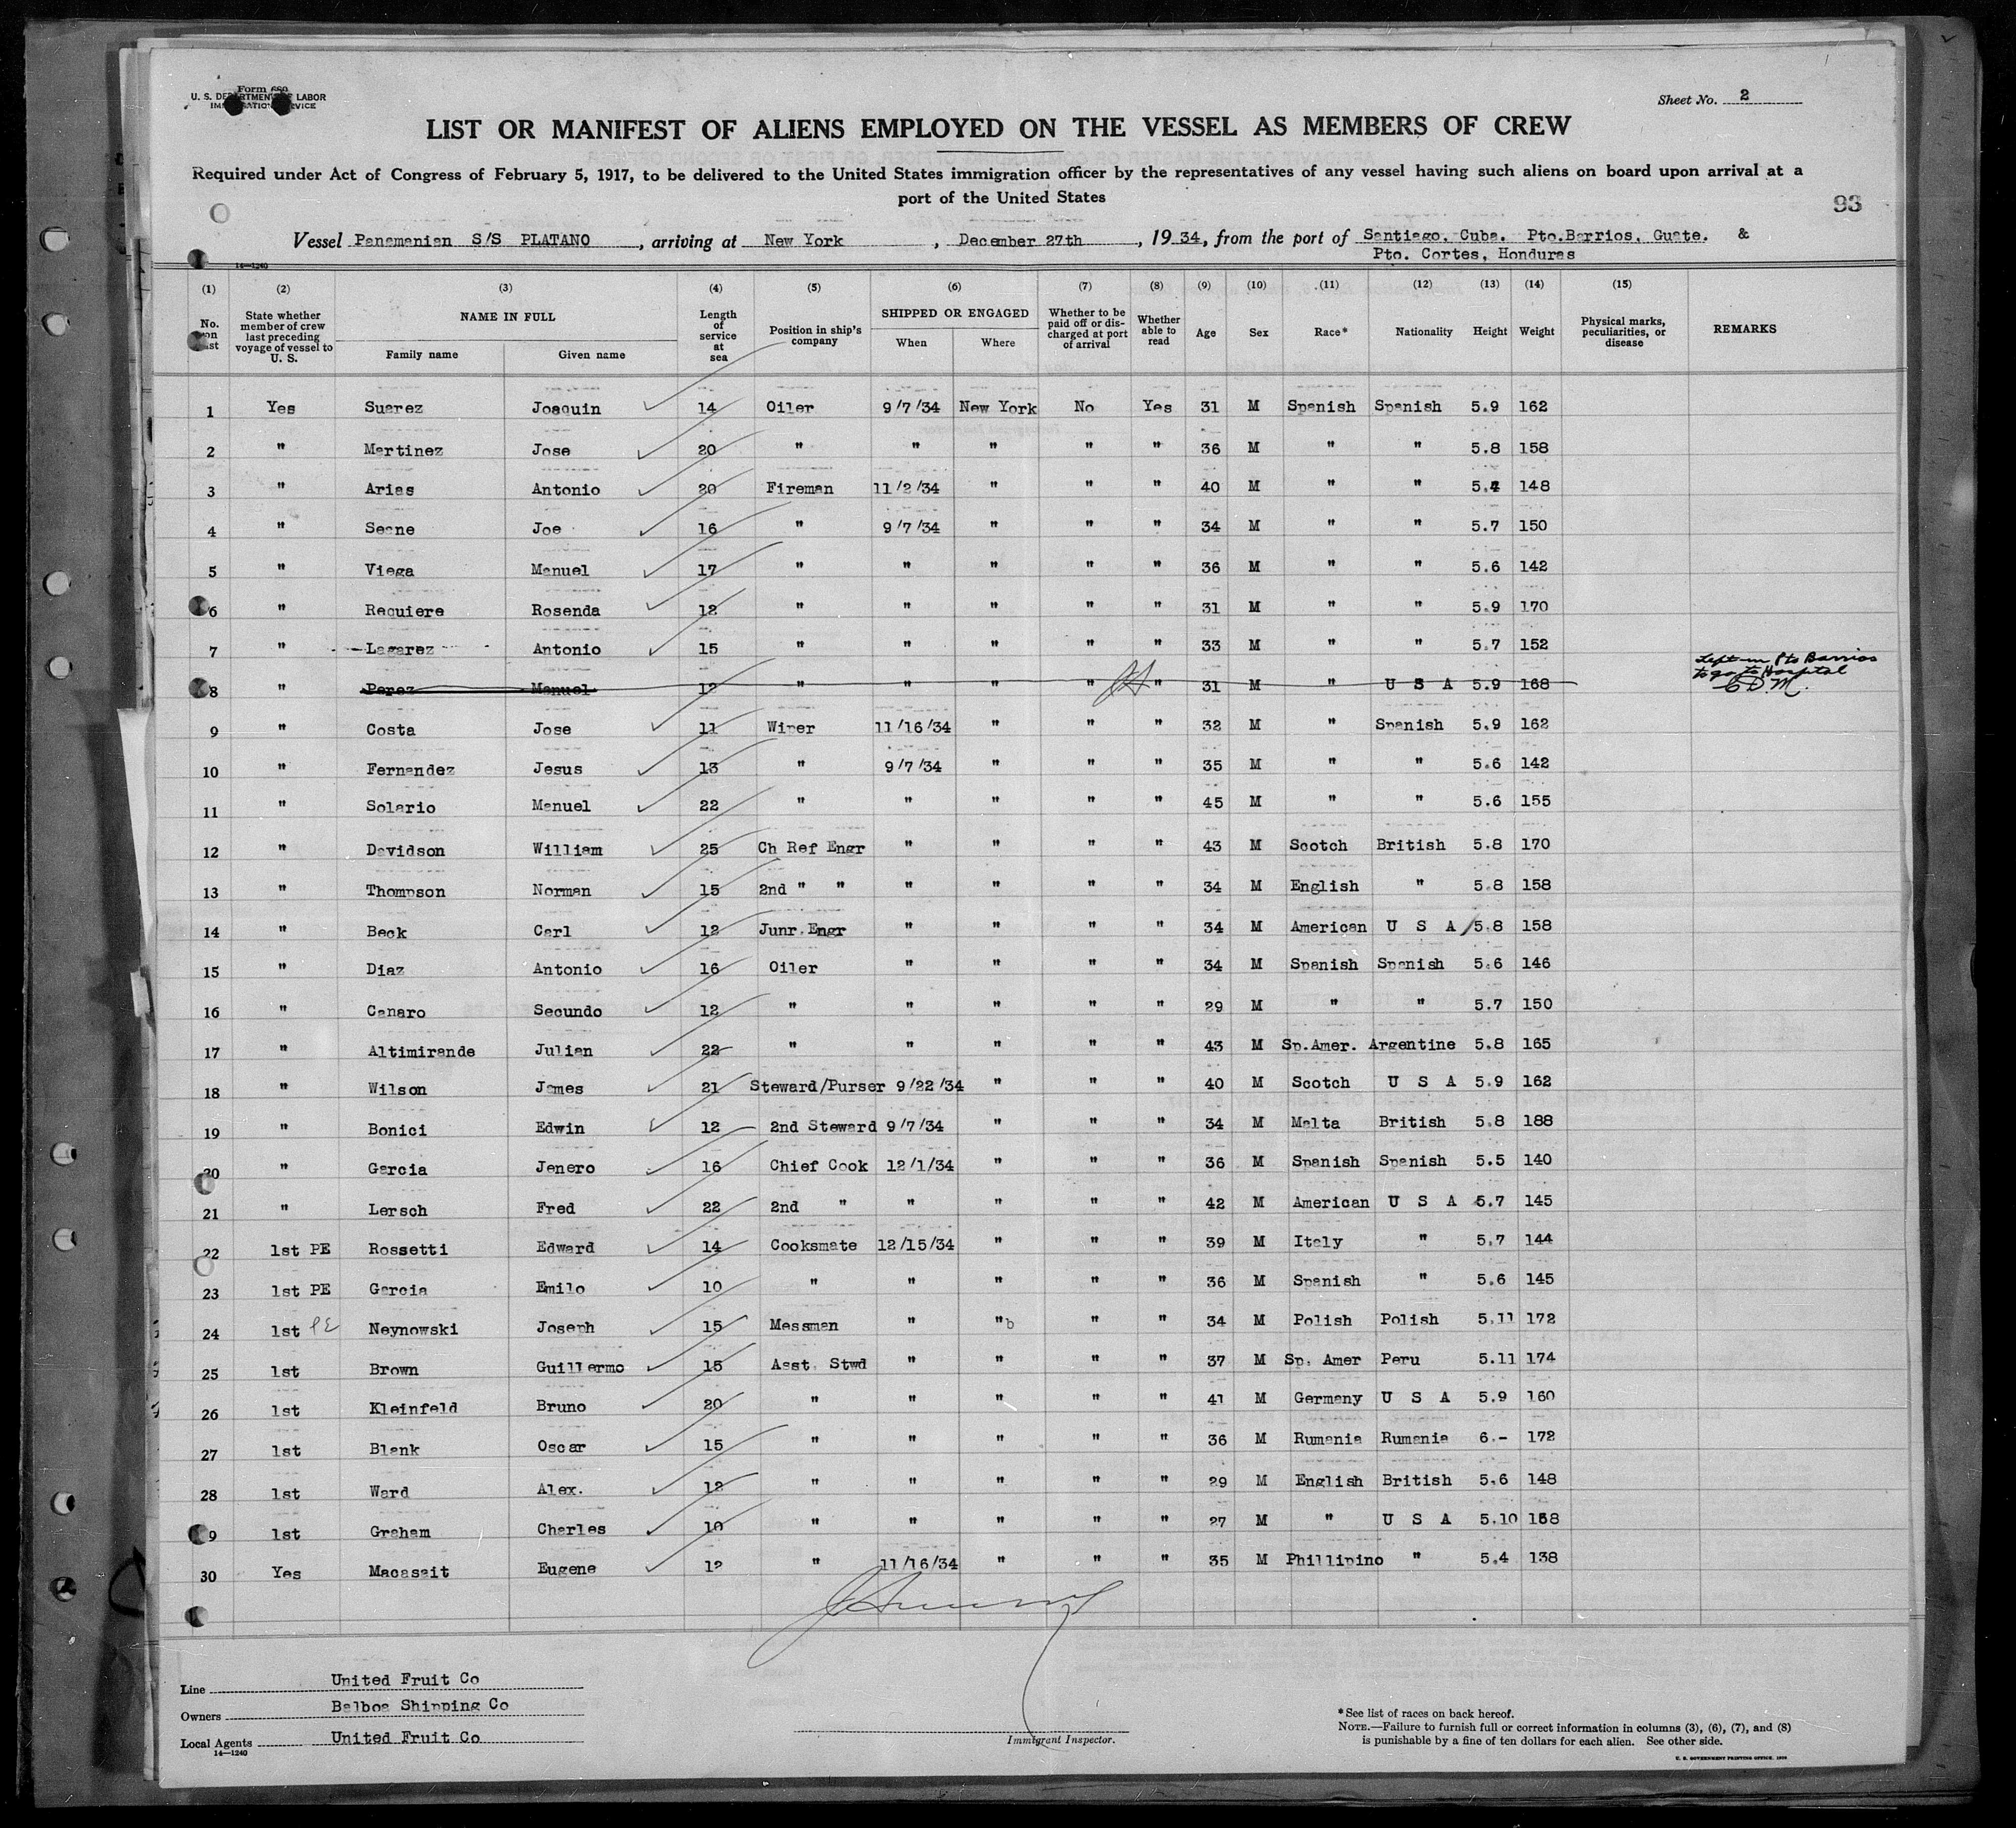 Form 680
U. S. DEPARTMENT OF LABOR
IMMIGRATION SERVICE
Sheet No. 2
LIST OR MANIFEST OF ALIENS EMPLOYED ON THE VESSEL AS MEMBERS OF CREW
Required under Act of Congress of February 5, 1917, to be delivered to the United States immigration officer by the representatives of any vessel having such aliens on board upon arrival at a
port of the United States
93
Vessel Panamanian S/S PLATANO, arriving at New York, December 27th, 1934, from the port of Santiago, Cuba. Pto.Barrios, Guate. &
Pto. Cortes, Honduras
14—1240
(1) (2) (3) (4) (5) (6) (7) (8) (9) (10) (11) (12) (13) (14) (15)
No. on list
State whether member of crew last preceding voyage of vessel to U. S.
NAME IN FULL
Family name Given name
Length of service at sea
Position in ship's company
SHIPPED OR ENGAGED
When Where
Whether to be paid off or discharged at port of arrival
Whether able to read
Age Sex Race* Nationality Height Weight
Physical marks, peculiarities, or disease
REMARKS
1 Yes Suarez Joaquin 14 Oiler 9/7/34 New York No Yes 31 M Spanish Spanish 5.9 162
2 " Martinez Jose 20 " " " " " 36 M " " 5.8 158
3 " Arias Antonio 20 Fireman 11/2/34 " " " 40 M " " 5.4 148
4 " Seane Joe 16 " 9/7/34 " " " 34 M " " 5.7 150
5 " Viega Manuel 17 " " " " " 36 M " " 5.6 142
6 " Requiere Rosenda 12 " " " " " 31 M " " 5.9 170
7 " Lagarez Antonio 15 " " " " " 33 M " " 5.7 152
8 " Perez Manuel 12 " " " " " 31 M " U S A 5.9 168 Left in Pto Barrios
to go to Hospital
C D. M.
9 " Costa Jose 11 Wiper 11/16/34 " " " 32 M " Spanish 5.9 162
10 " Fernandez Jesus 13 " 9/7/34 " " " 35 M " " 5.6 142
11 " Solario Manuel 22 " " " " " 45 M " " 5.6 155
12 " Davidson William 25 Ch Ref Engr " " " " 43 M Scotch British 5.8 170
13 " Thompson Norman 15 2nd " " " " " " 34 M English " 5.8 158
14 " Beck Carl 12 Junr.Engr " " " " 34 M American U S A 5.8 158
15 " Diaz Antonio 16 Oiler " " " " 34 M Spanish Spanish 5.6 146
16 " Canaro Secundo 12 " " " " " 29 M " " 5.7 150
17 " Altimirande Julian 22 " " " " " 43 M Sp.Amer. Argentine 5.8 165
18 " Wilson James 21 Steward/Purser 9/22/34 " " " 40 M Scotch U S A 5.9 162
19 " Bonici Edwin 12 2nd Steward 9/7/34 " " " 34 M Malta British 5.8 188
20 " Garcia Jenero 16 Chief Cook 12/1/34 " " " 36 M Spanish Spanish 5.5 140
21 " Lersch Fred 22 2nd " " " " " 42 M American U S A 5.7 145
22 1st PE Rossetti Edward 14 Cooksmate 12/15/34 " " " 39 M Italy " 5.7 144
23 1st PE Garcia Emilo 10 " " " " " 36 M Spanish " 5.6 145
24 1st PE Neynowski Joseph 15 Messman " " " " 34 M Polish Polish 5.11 172
25 1st Brown Guillermo 15 Asst. Stwd " " " " 37 M Sp. Amer Peru 5.11 174
26 1st Kleinfeld Bruno 20 " " " " " 41 M Germany U S A 5.9 160
27 1st Blank Oscar 15 " " " " " 36 M Rumania Rumania 6.- 172
28 1st Ward Alex. 12 " " " " " 29 M English British 5.6 148
29 1st Graham Charles 10 " " " " " 27 M " U S A 5.10 158
30 Yes Macasait Eugene 12 " 11/16/34 " " " 35 M Phillipino " 5.4 138
Line United Fruit Co
Owners Balboa Shipping Co
Local Agents United Fruit Co
14—1240
Immigrant Inspector.
*See list of races on back hereof.
NOTE.—Failure to furnish full or correct information in columns (3), (6), (7), and (8)
is punishable by a fine of ten dollars for each alien. See other side.
U. S. GOVERNMENT PRINTING OFFICE